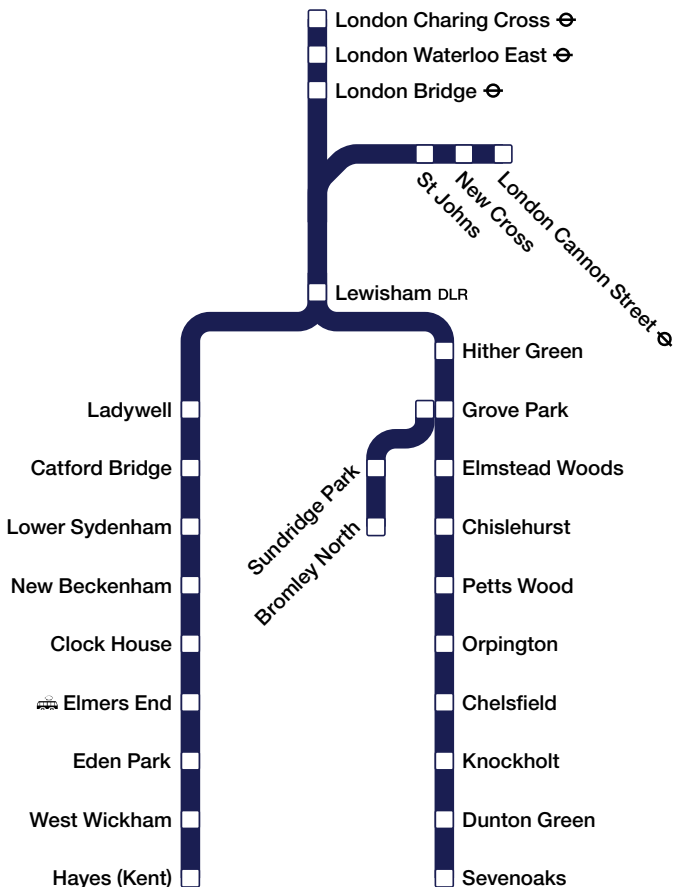 London Charing Cross
London Waterloo East
London Bridge
St Johns
New Cross
London Cannon Street
Lewisham DLR
Hither Green
Ladywell
Grove Park
Catford Bridge
Sundridge Park
Elmstead Woods
Lower Sydenham
Bromley North
Chislehurst
New Beckenham
Petts Wood
Clock House
Orpington
Elmers End
Chelsfield
Eden Park
Knockholt
West Wickham
Dunton Green
Hayes (Kent)
Sevenoaks